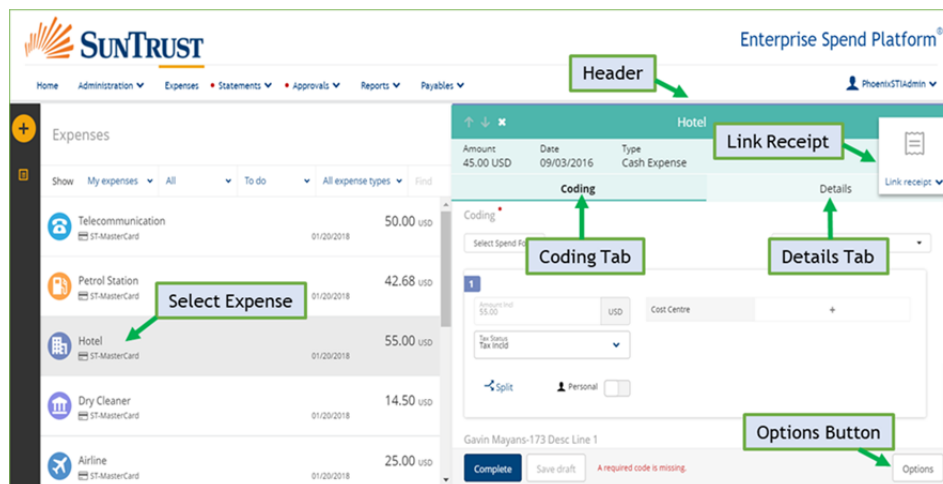 SUNTRUST
Enterprise Spend Platform®
Home Administration Expenses Statements Approvals Reports Payables PhoenixSTIAdmin
Header
Expenses
Hotel
Link Receipt
Amount Date Type
45.00 USD 09/03/2016 Cash Expense
Link receipt
Show My expenses All To do All expense types Find
Coding Details
Telecommunication 50.00 USD
ST-MasterCard 01/20/2018
Coding
Select Spend Fo
Coding Tab
Details Tab
Petrol Station 42.68 USD
ST-MasterCard 01/20/2018
Select Expense
1
Amount Incl
55.00 USD
Cost Centre +
Hotel 55.00 USD
ST-MasterCard 01/20/2018
Tax Status
Tax Incld
Split Personal
Dry Cleaner 14.50 USD
ST-MasterCard 01/20/2018
Gavin Mayans-173 Desc Line 1
Options Button
Airline 25.00 USD
ST-MasterCard 01/20/2018
Complete Save draft A required code is missing. Options